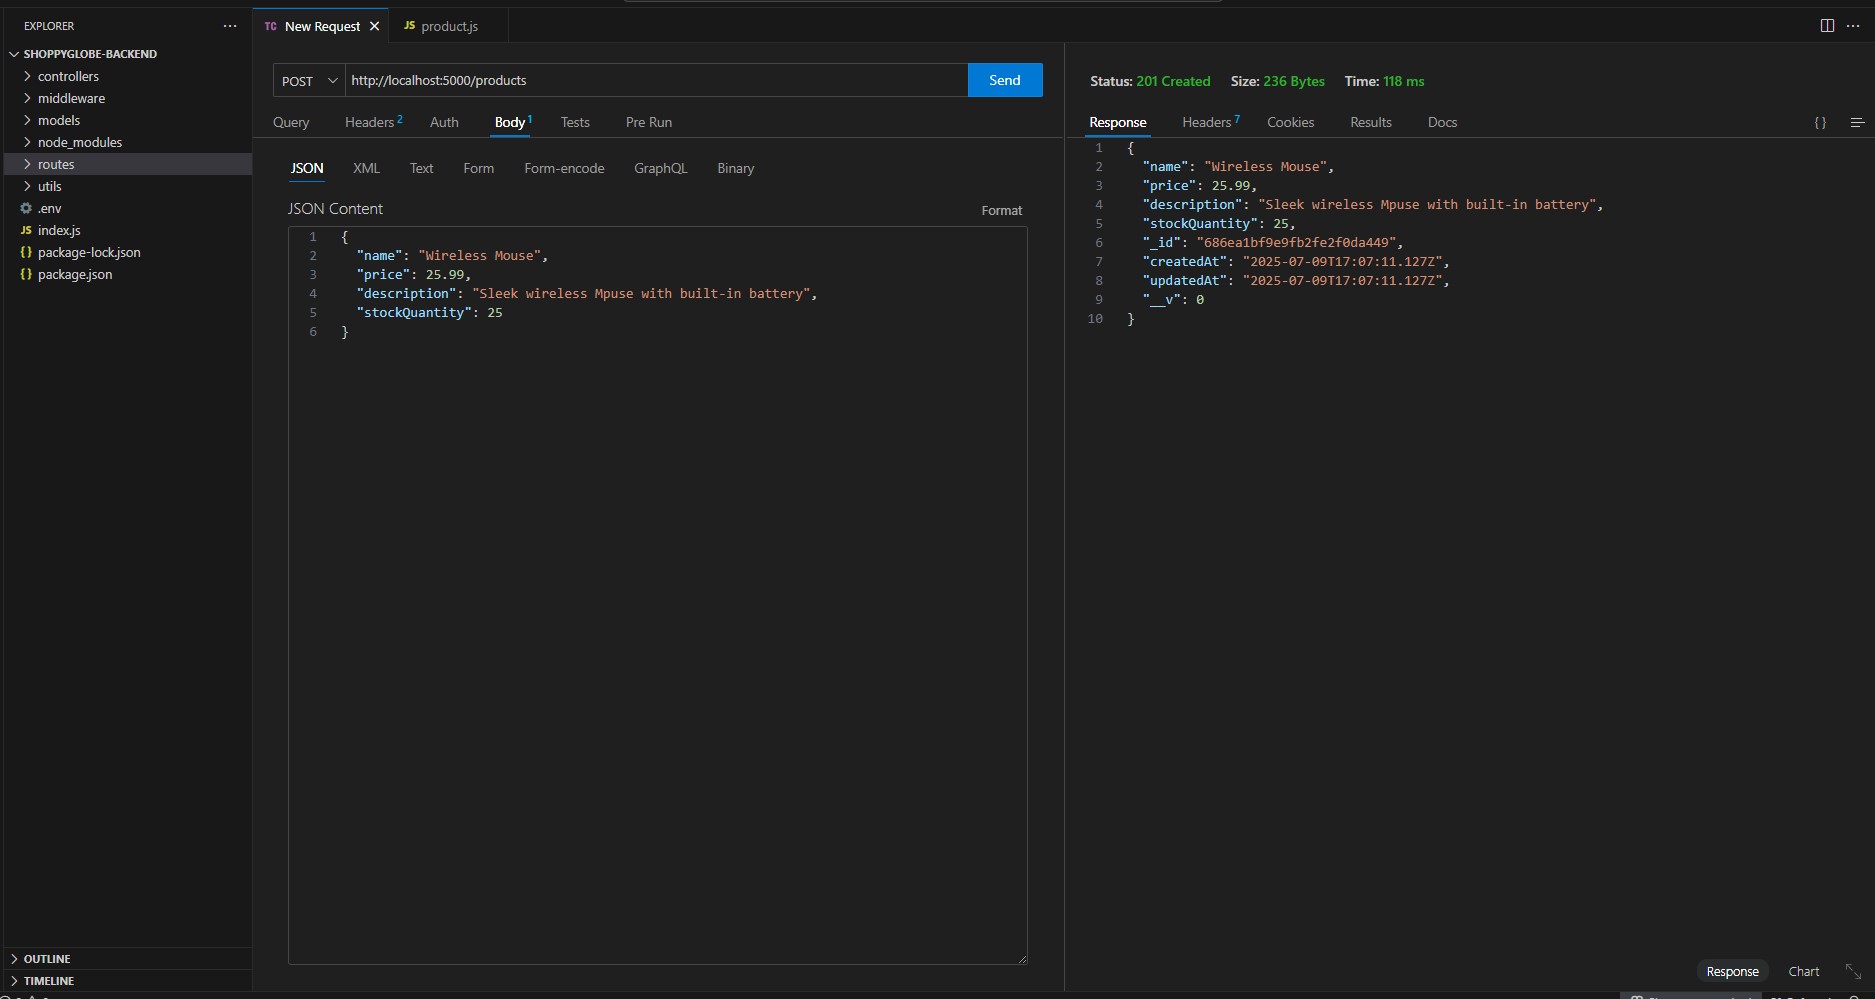 EXPLORER
SHOPPYGLOBE-BACKEND
controllers
middleware
models
node_modules
routes
utils
.env
JS index.js
{} package-lock.json
{} package.json
OUTLINE
TIMELINE
TC New Request
JS product.js
POST http://localhost:5000/products Send
Query Headers 2 Auth Body 1 Tests Pre Run
JSON XML Text Form Form-encode GraphQL Binary
JSON Content Format
1 {
2 "name": "Wireless Mouse",
3 "price": 25.99,
4 "description": "Sleek wireless Mpuse with built-in battery",
5 "stockQuantity": 25
6 }
Status: 201 Created Size: 236 Bytes Time: 118 ms
Response Headers 7 Cookies Results Docs {}
1 {
2 "name": "Wireless Mouse",
3 "price": 25.99,
4 "description": "Sleek wireless Mpuse with built-in battery",
5 "stockQuantity": 25,
6 "_id": "686ea1bf9e9fb2fe2f0da449",
7 "createdAt": "2025-07-09T17:07:11.127Z",
8 "updatedAt": "2025-07-09T17:07:11.127Z",
9 "__v": 0
10 }
Response Chart